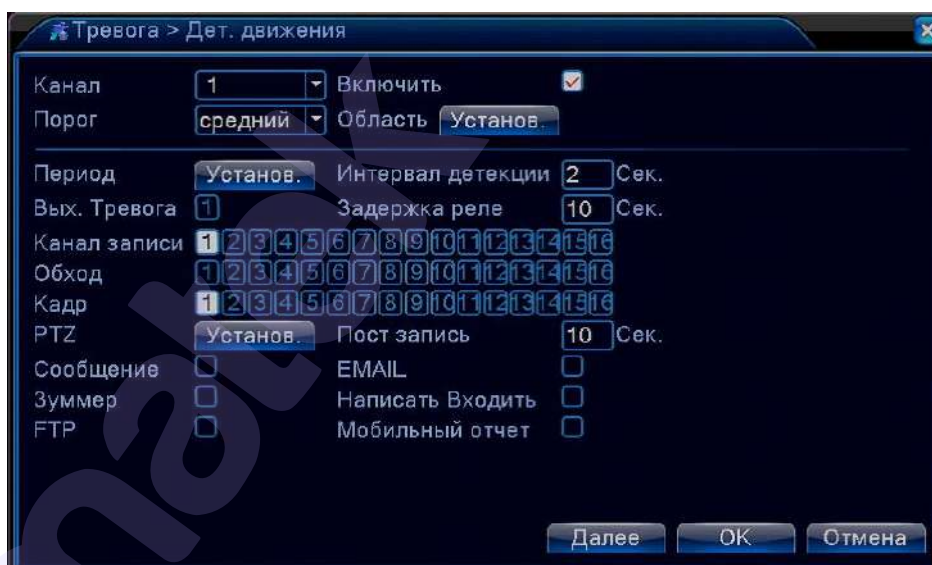 Тревога > Дет. движения
Канал 1 Включить
Порог средний Область Установ.
Период Установ. Интервал детекции 2 Сек.
Вых. Тревога 1 Задержка реле 10 Сек.
Канал записи 1 2 3 4 5 6 7 8 9 10 11 12 13 14 15 16
Обход 1 2 3 4 5 6 7 8 9 10 11 12 13 14 15 16
Кадр 1 2 3 4 5 6 7 8 9 10 11 12 13 14 15 16
PTZ Установ. Пост запись 10 Сек.
Сообщение EMAIL
Зуммер Написать Входить
FTP Мобильный отчет
Далее OK Отмена